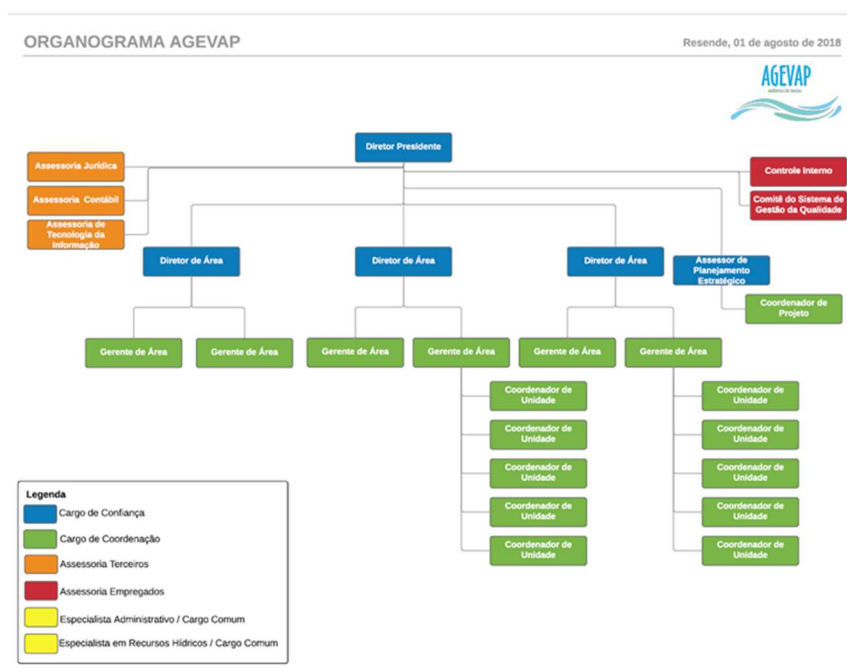 ORGANOGRAMA AGEVAP
Resende, 01 de agosto de 2018
AGEVAP
Diretor Presidente
Assessoria Jurídica
Assessoria Contábil
Assessoria de
Tecnologia da
Informação
Controle Interno
Comitê do Sistema de
Gestão da Qualidade
Diretor de Área
Diretor de Área
Diretor de Área
Assessor de
Planejamento
Estratégico
Coordenador de
Projeto
Gerente de Área
Gerente de Área
Gerente de Área
Gerente de Área
Gerente de Área
Gerente de Área
Coordenador de
Unidade
Coordenador de
Unidade
Coordenador de
Unidade
Coordenador de
Unidade
Coordenador de
Unidade
Coordenador de
Unidade
Coordenador de
Unidade
Coordenador de
Unidade
Coordenador de
Unidade
Coordenador de
Unidade
Legenda
Cargo de Confiança
Cargo de Coordenação
Assessoria Terceiros
Assessoria Empregados
Especialista Administrativo / Cargo Comum
Especialista em Recursos Hídricos / Cargo Comum